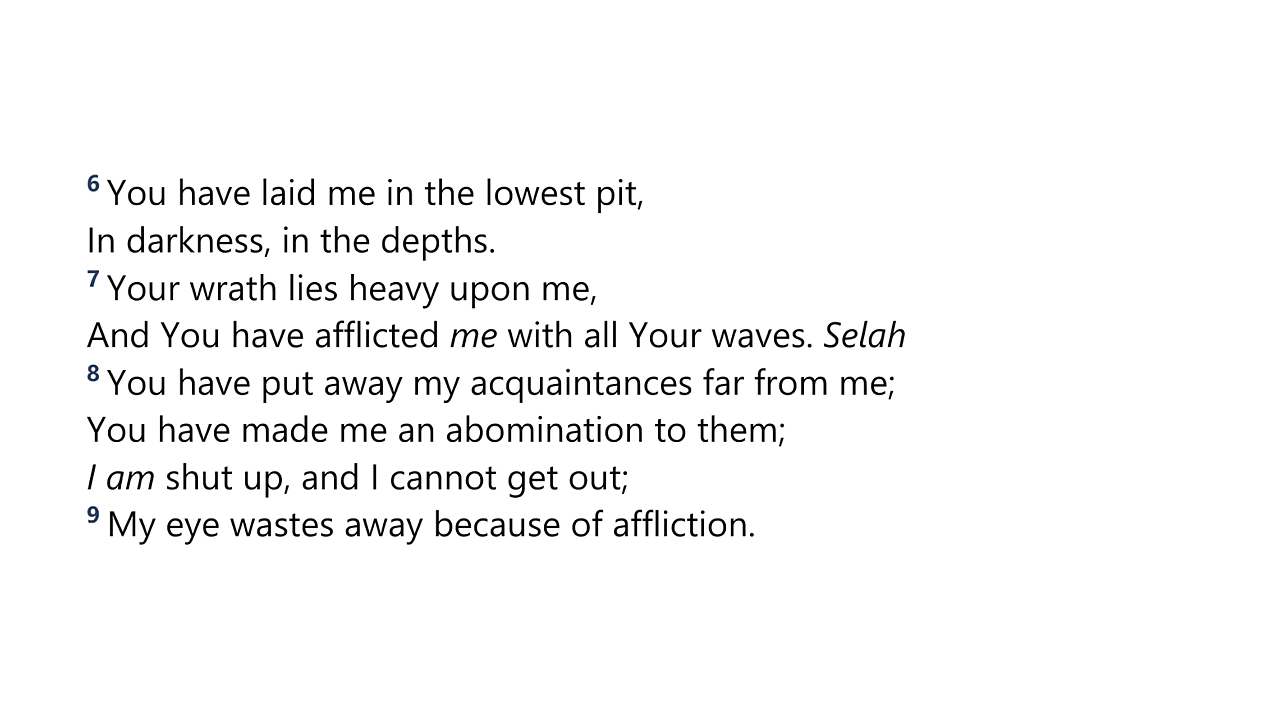 6 You have laid me in the lowest pit,
In darkness, in the depths.
7 Your wrath lies heavy upon me,
And You have afflicted me with all Your waves. Selah
8 You have put away my acquaintances far from me;
You have made me an abomination to them;
I am shut up, and I cannot get out;
9 My eye wastes away because of affliction.